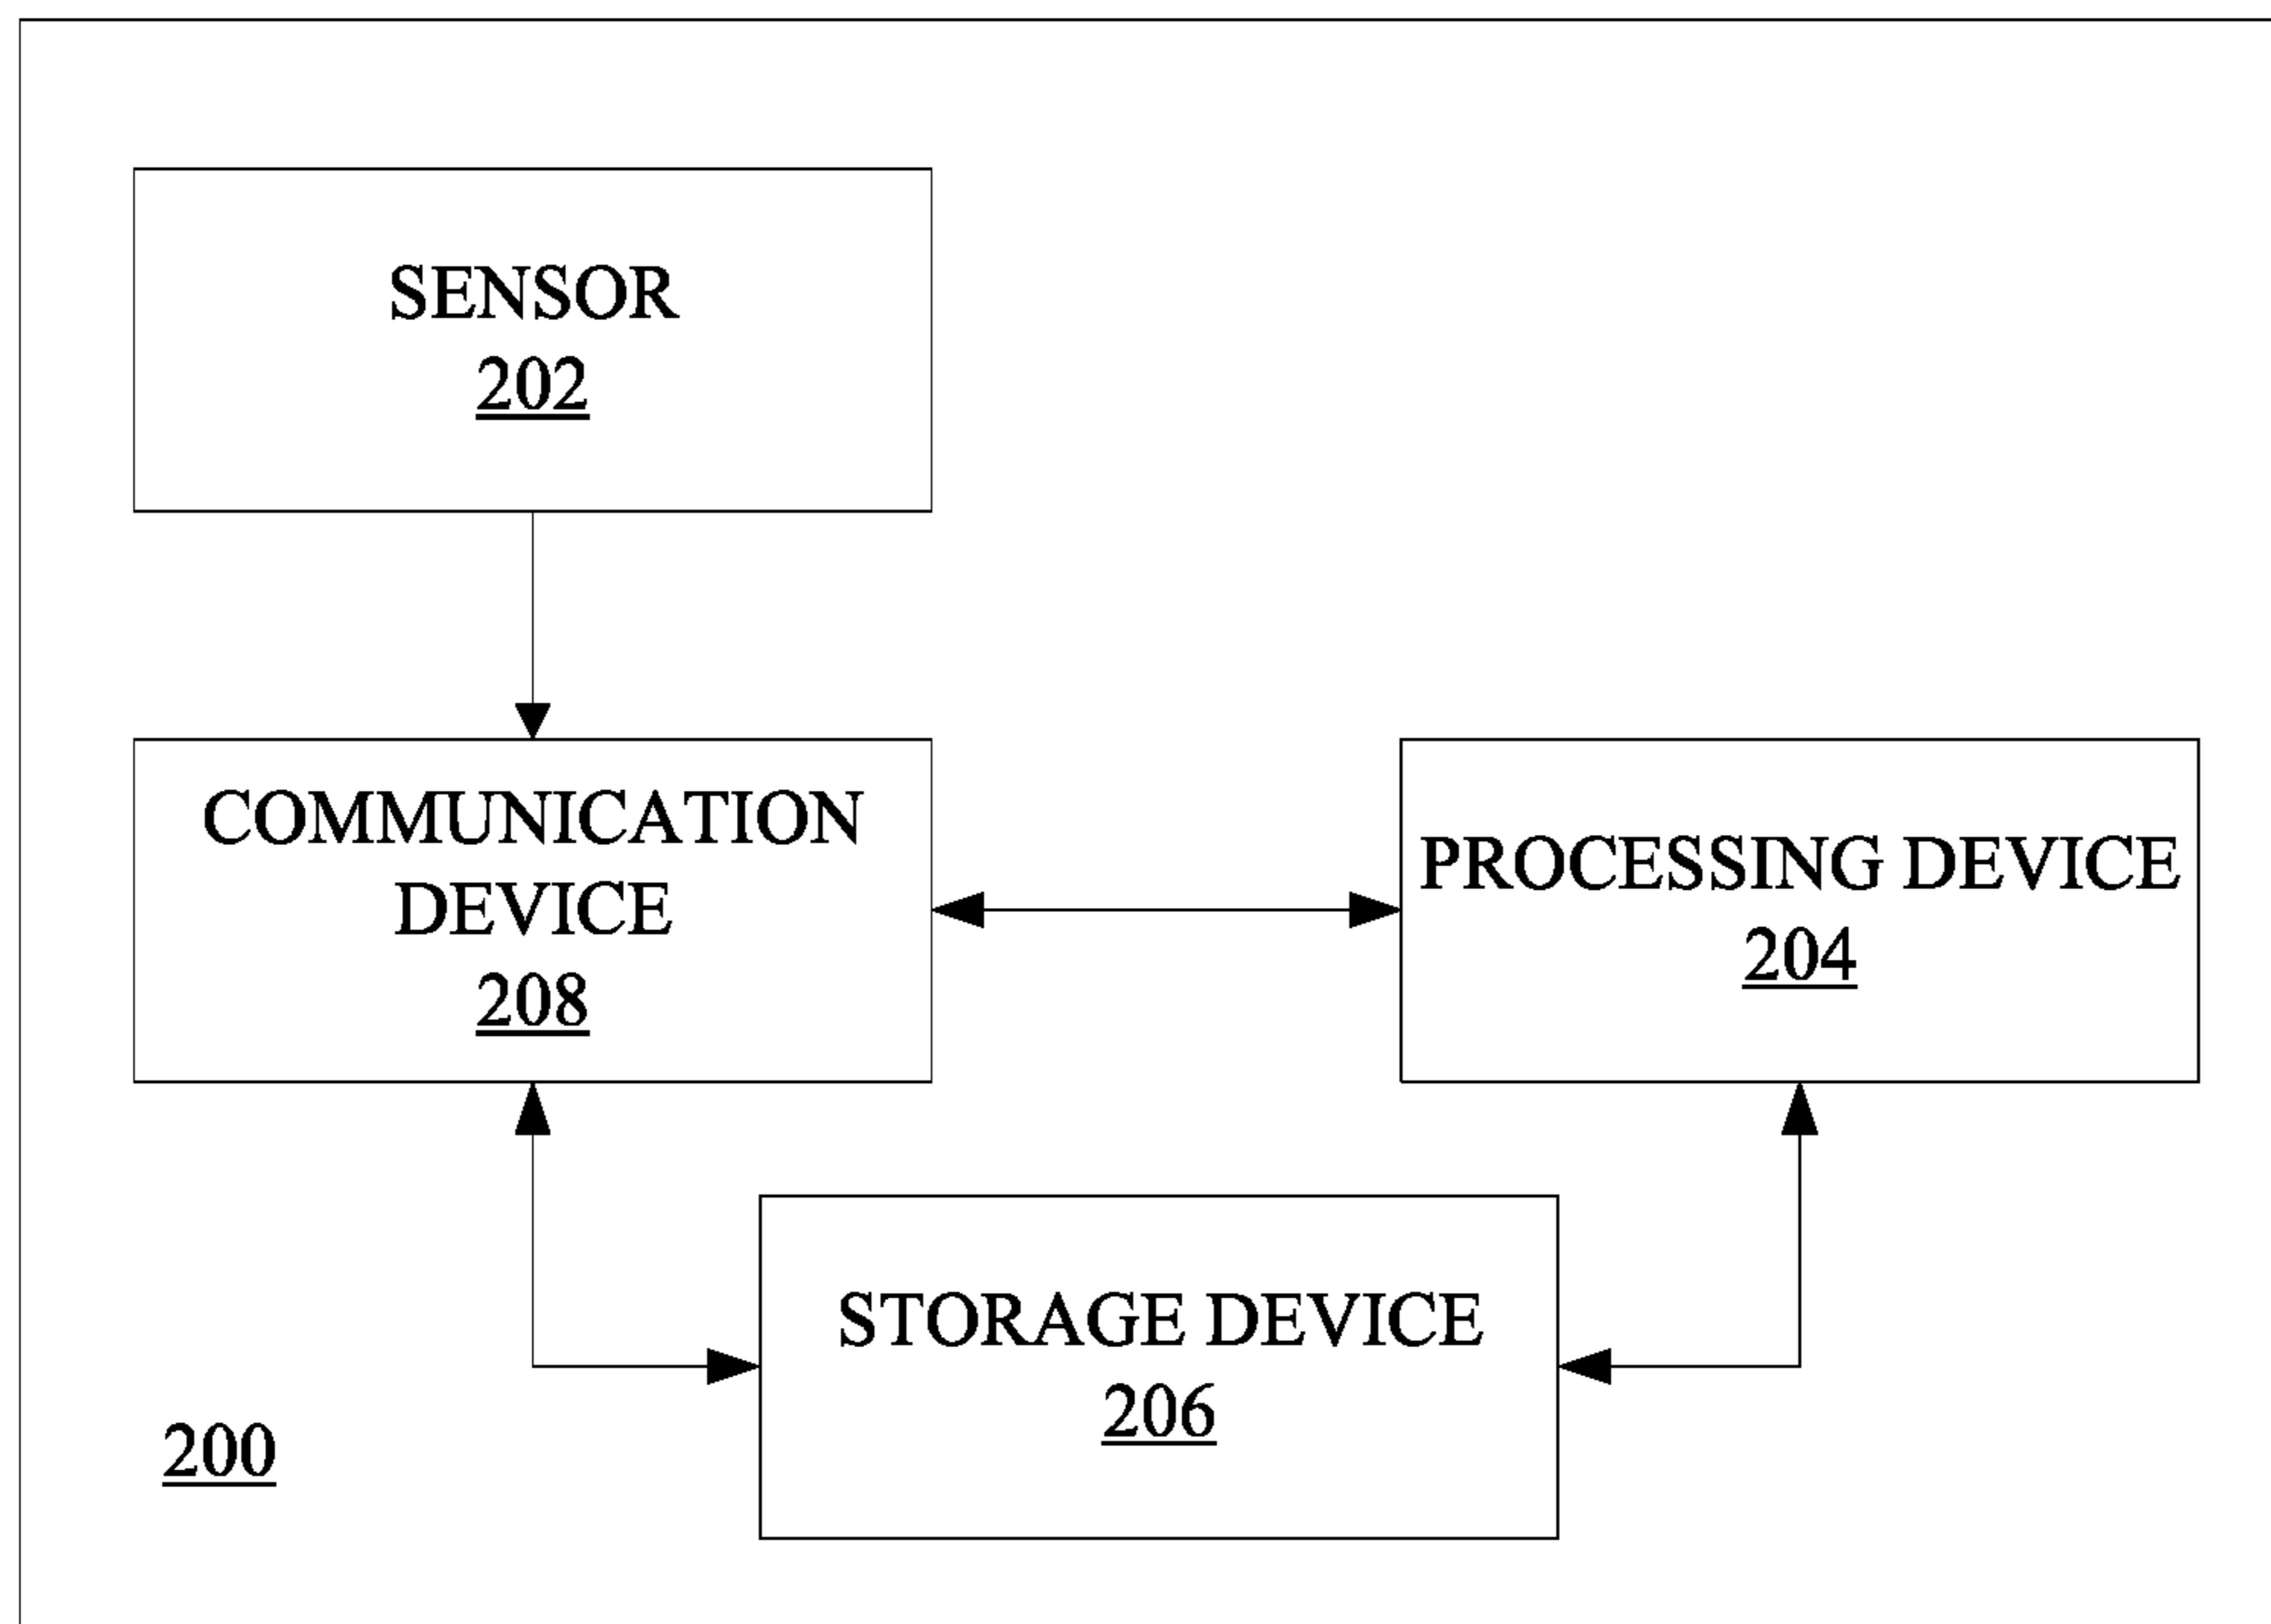 SENSOR
202
COMMUNICATION
DEVICE
208
PROCESSING DEVICE
204
STORAGE DEVICE
206
200